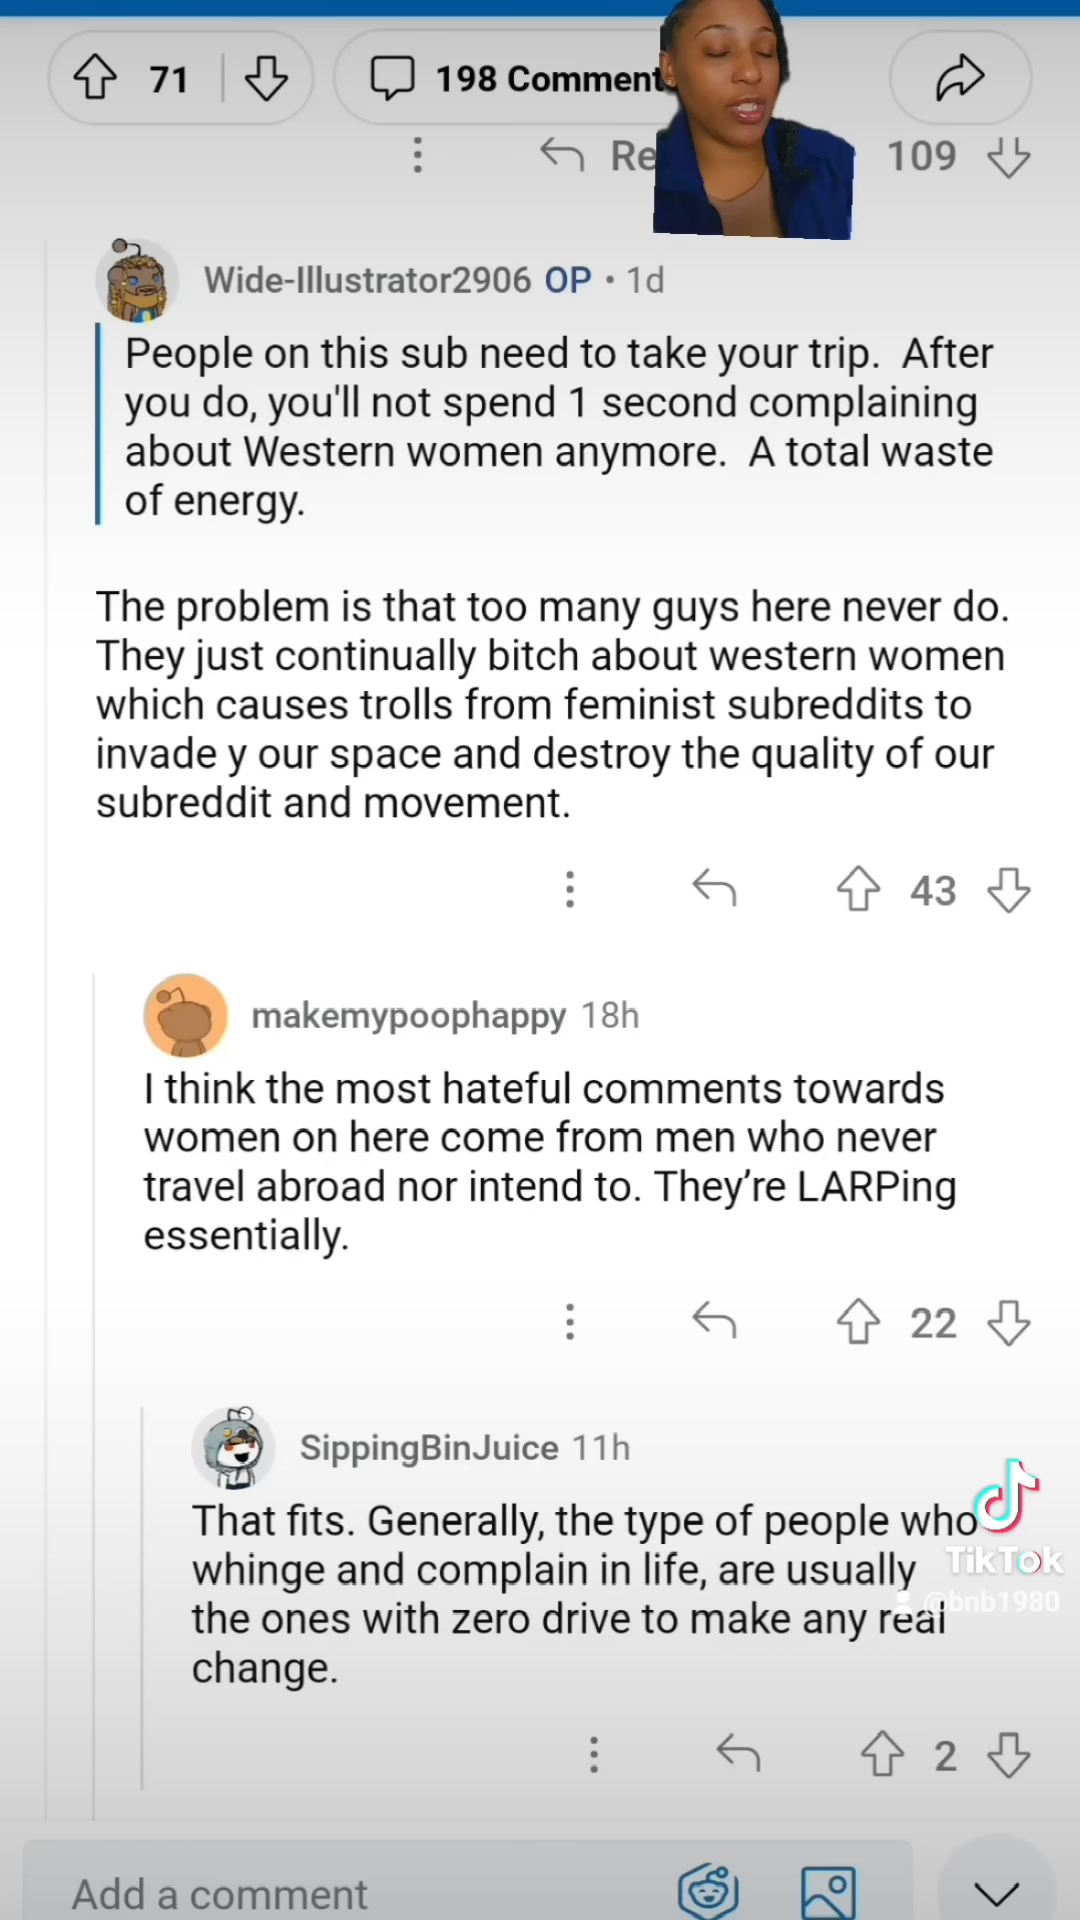 71
198 Comment
Re
109
Wide-Illustrator2906 OP • 1d
People on this sub need to take your trip. After
you do, you'll not spend 1 second complaining
about Western women anymore. A total waste
of energy.
The problem is that too many guys here never do.
They just continually bitch about western women
which causes trolls from feminist subreddits to
invade y our space and destroy the quality of our
subreddit and movement.
43
makemypoophappy 18h
I think the most hateful comments towards
women on here come from men who never
travel abroad nor intend to. They’re LARPing
essentially.
22
SippingBinJuice 11h
That fits. Generally, the type of people who
whinge and complain in life, are usually
the ones with zero drive to make any real
change.
TikTok
@bnb1980
2
Add a comment